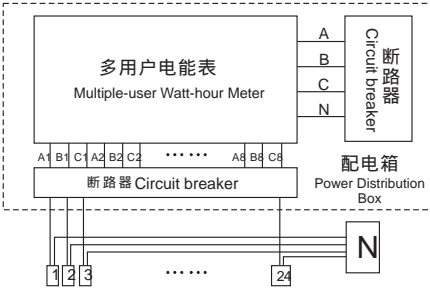 多用户电能表
Multiple-user Watt-hour Meter
A
B
C
N
断路器
Circuit breaker
A1 B1 C1 A2 B2 C2 …… A8 B8 C8
断路器 Circuit breaker
配电箱
Power Distribution
Box
N
1 2 3 …… 24